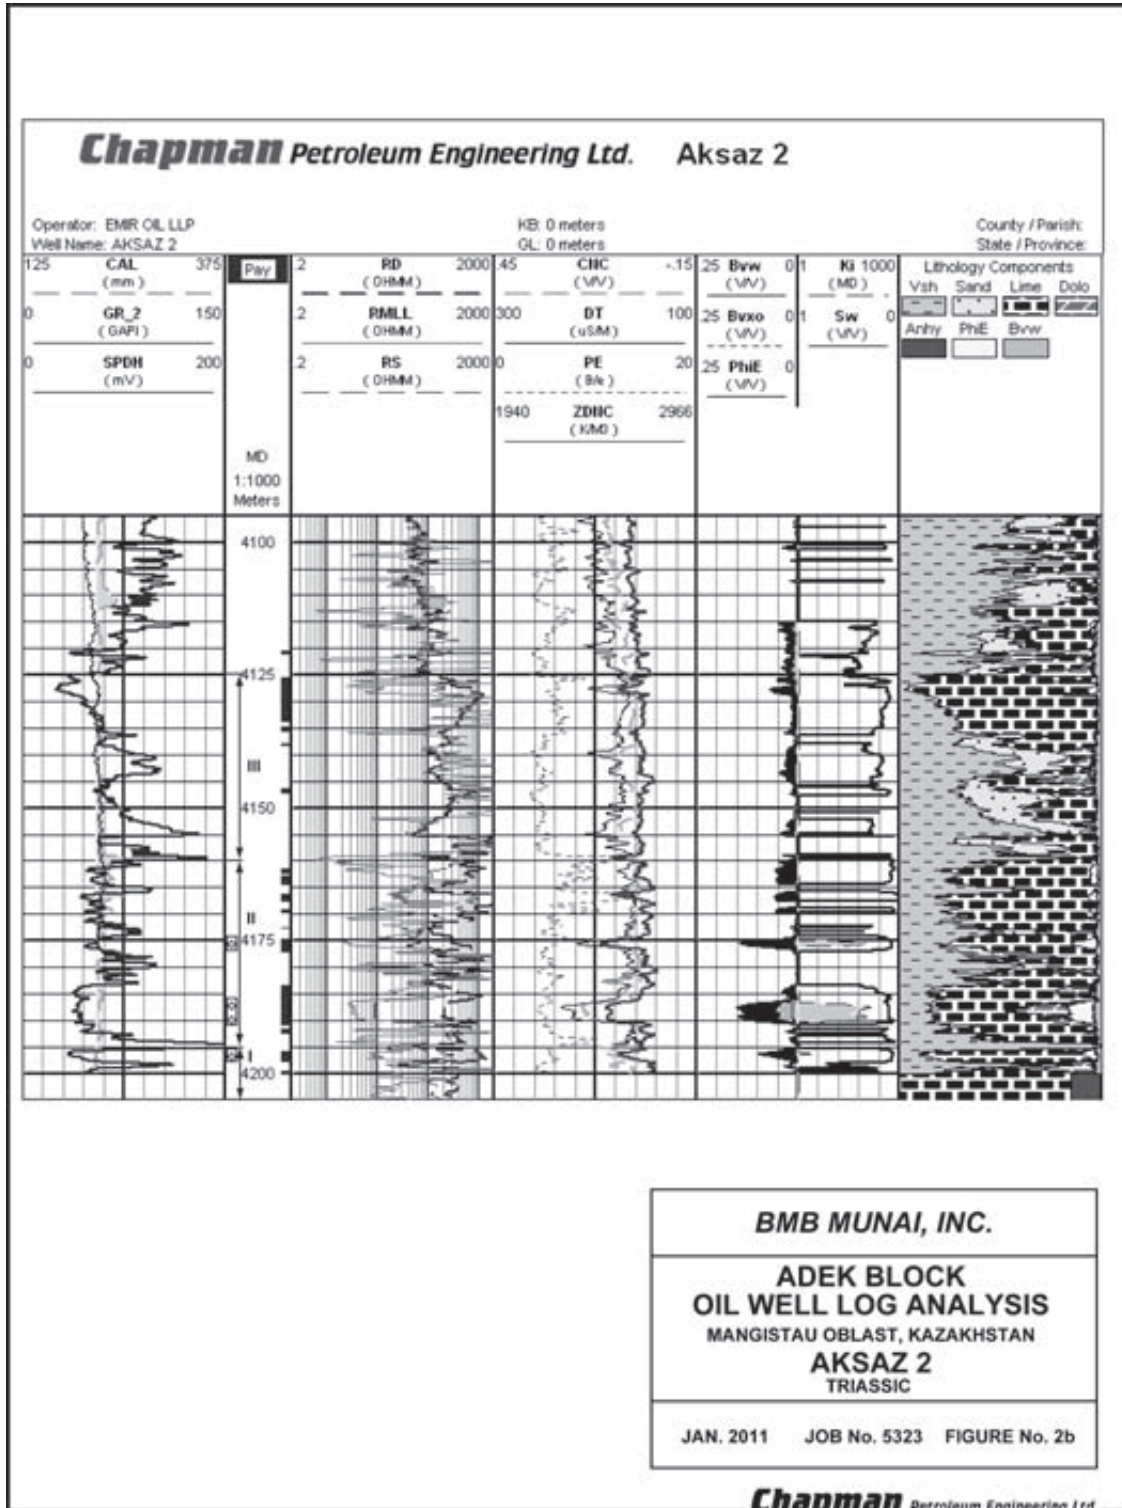 Chapman Petroleum Engineering Ltd. Aksaz 2
Operator: EMIR OIL LLP KB: 0 meters County / Parish:
Well Name: AKSAZ 2 GL: 0 meters State / Province:
125 CAL 375 Pay .2 RD 2000 .45 CNC -.15 .25 Bvw 0 1 Ki 1000 Lithology Components
(mm) (OHMM) (V/V) (V/V) (MD) Vsh Sand Lime Dolo
0 GR_2 150 .2 RMLL 2000 300 DT 100 .25 Bvxo 0 1 Sw 0
(GAPI) (OHMM) (uS/M) (V/V) (V/V) Anhy PhiE Bvw
0 SPDH 200 .2 RS 2000 0 PE 20 .25 PhiE 0
(mV) (OHMM) (B/e) (V/V)
1940 ZDNC 2966
(K/M3)
MD
1:1000
Meters
4100
4125
III
4150
II
4175
I
4200
BMB MUNAI, INC.
ADEK BLOCK
OIL WELL LOG ANALYSIS
MANGISTAU OBLAST, KAZAKHSTAN
AKSAZ 2
TRIASSIC
JAN. 2011 JOB No. 5323 FIGURE No. 2b
Chapman Petroleum Engineering Ltd.